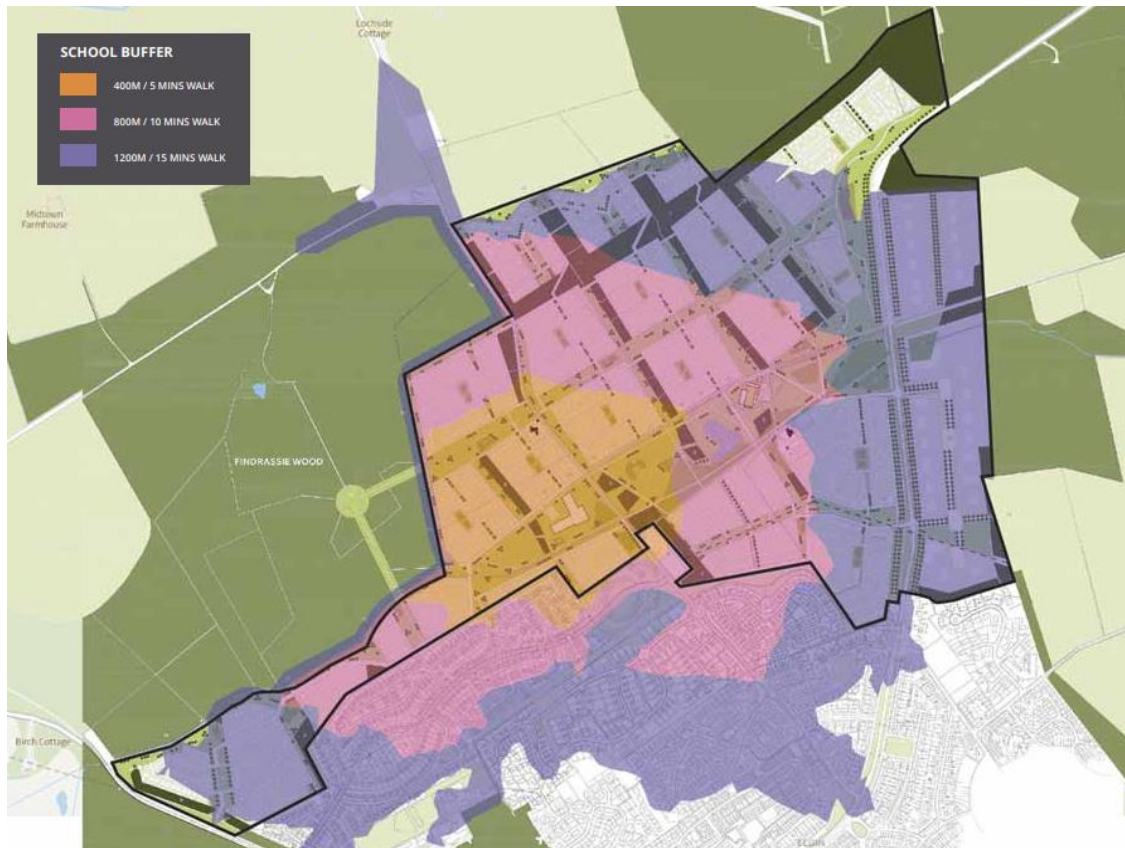 SCHOOL BUFFER
400M / 5 MINS WALK
800M / 10 MINS WALK
1200M / 15 MINS WALK
Lochside
Cottage
Midtown
Farmhouse
FINDRASSIE WOOD
Birch Cottage
ELGIN